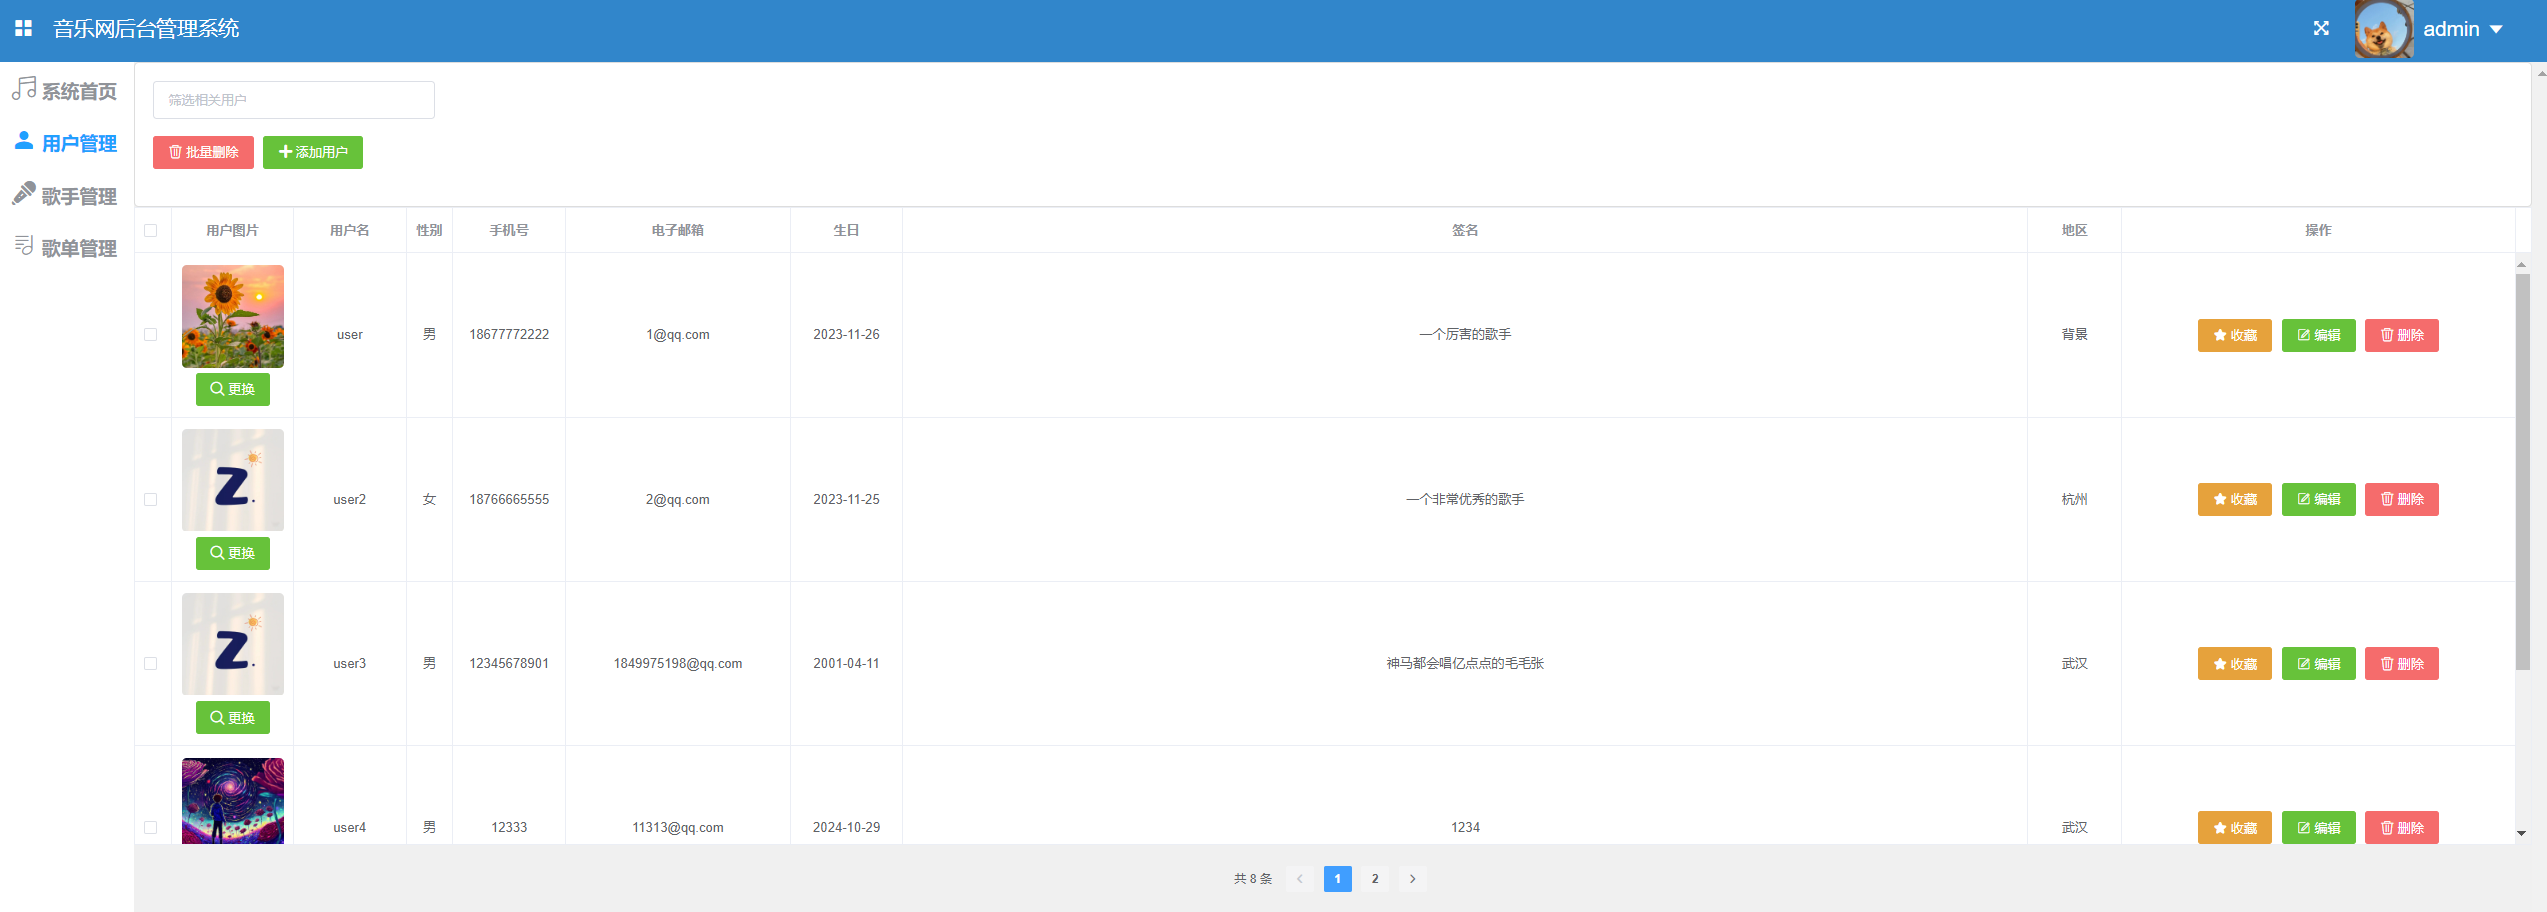 音乐网后台管理系统
admin
系统首页
用户管理
歌手管理
歌单管理
筛选相关用户
批量删除 添加用户
用户图片 用户名 性别 手机号 电子邮箱 生日 签名 地区 操作
user 男 18677772222 1@qq.com 2023-11-26 一个厉害的歌手 背景 收藏 编辑 删除
更换
Z.
user2 女 18766665555 2@qq.com 2023-11-25 一个非常优秀的歌手 杭州 收藏 编辑 删除
更换
Z.
user3 男 12345678901 1849975198@qq.com 2001-04-11 神马都会唱亿点点的毛毛张 武汉 收藏 编辑 删除
更换
user4 男 12333 11313@qq.com 2024-10-29 1234 武汉 收藏 编辑 删除
共 8 条 1 2